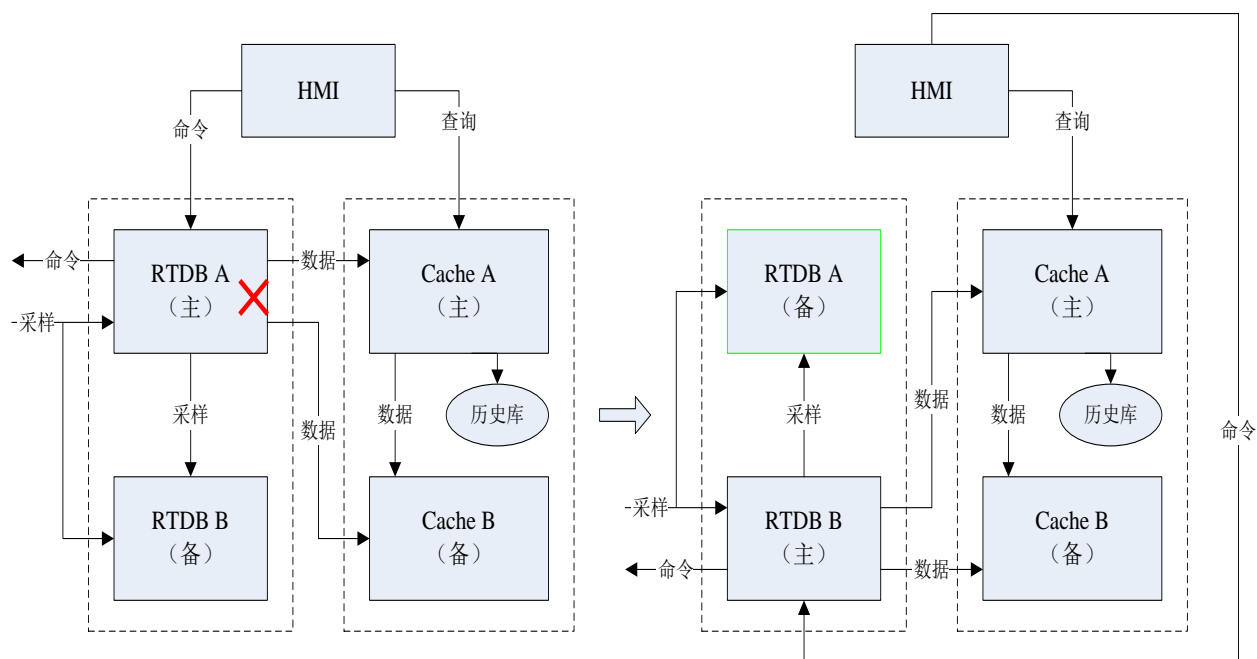 HMI
命令
查询
命令
RTDB A
（主）
数据
Cache A
（主）
采样
采样
数据
数据
历史库
RTDB B
（备）
Cache B
（备）
HMI
查询
RTDB A
（备）
Cache A
（主）
采样
数据
数据
历史库
命令
采样
RTDB B
（主）
Cache B
（备）
命令
数据